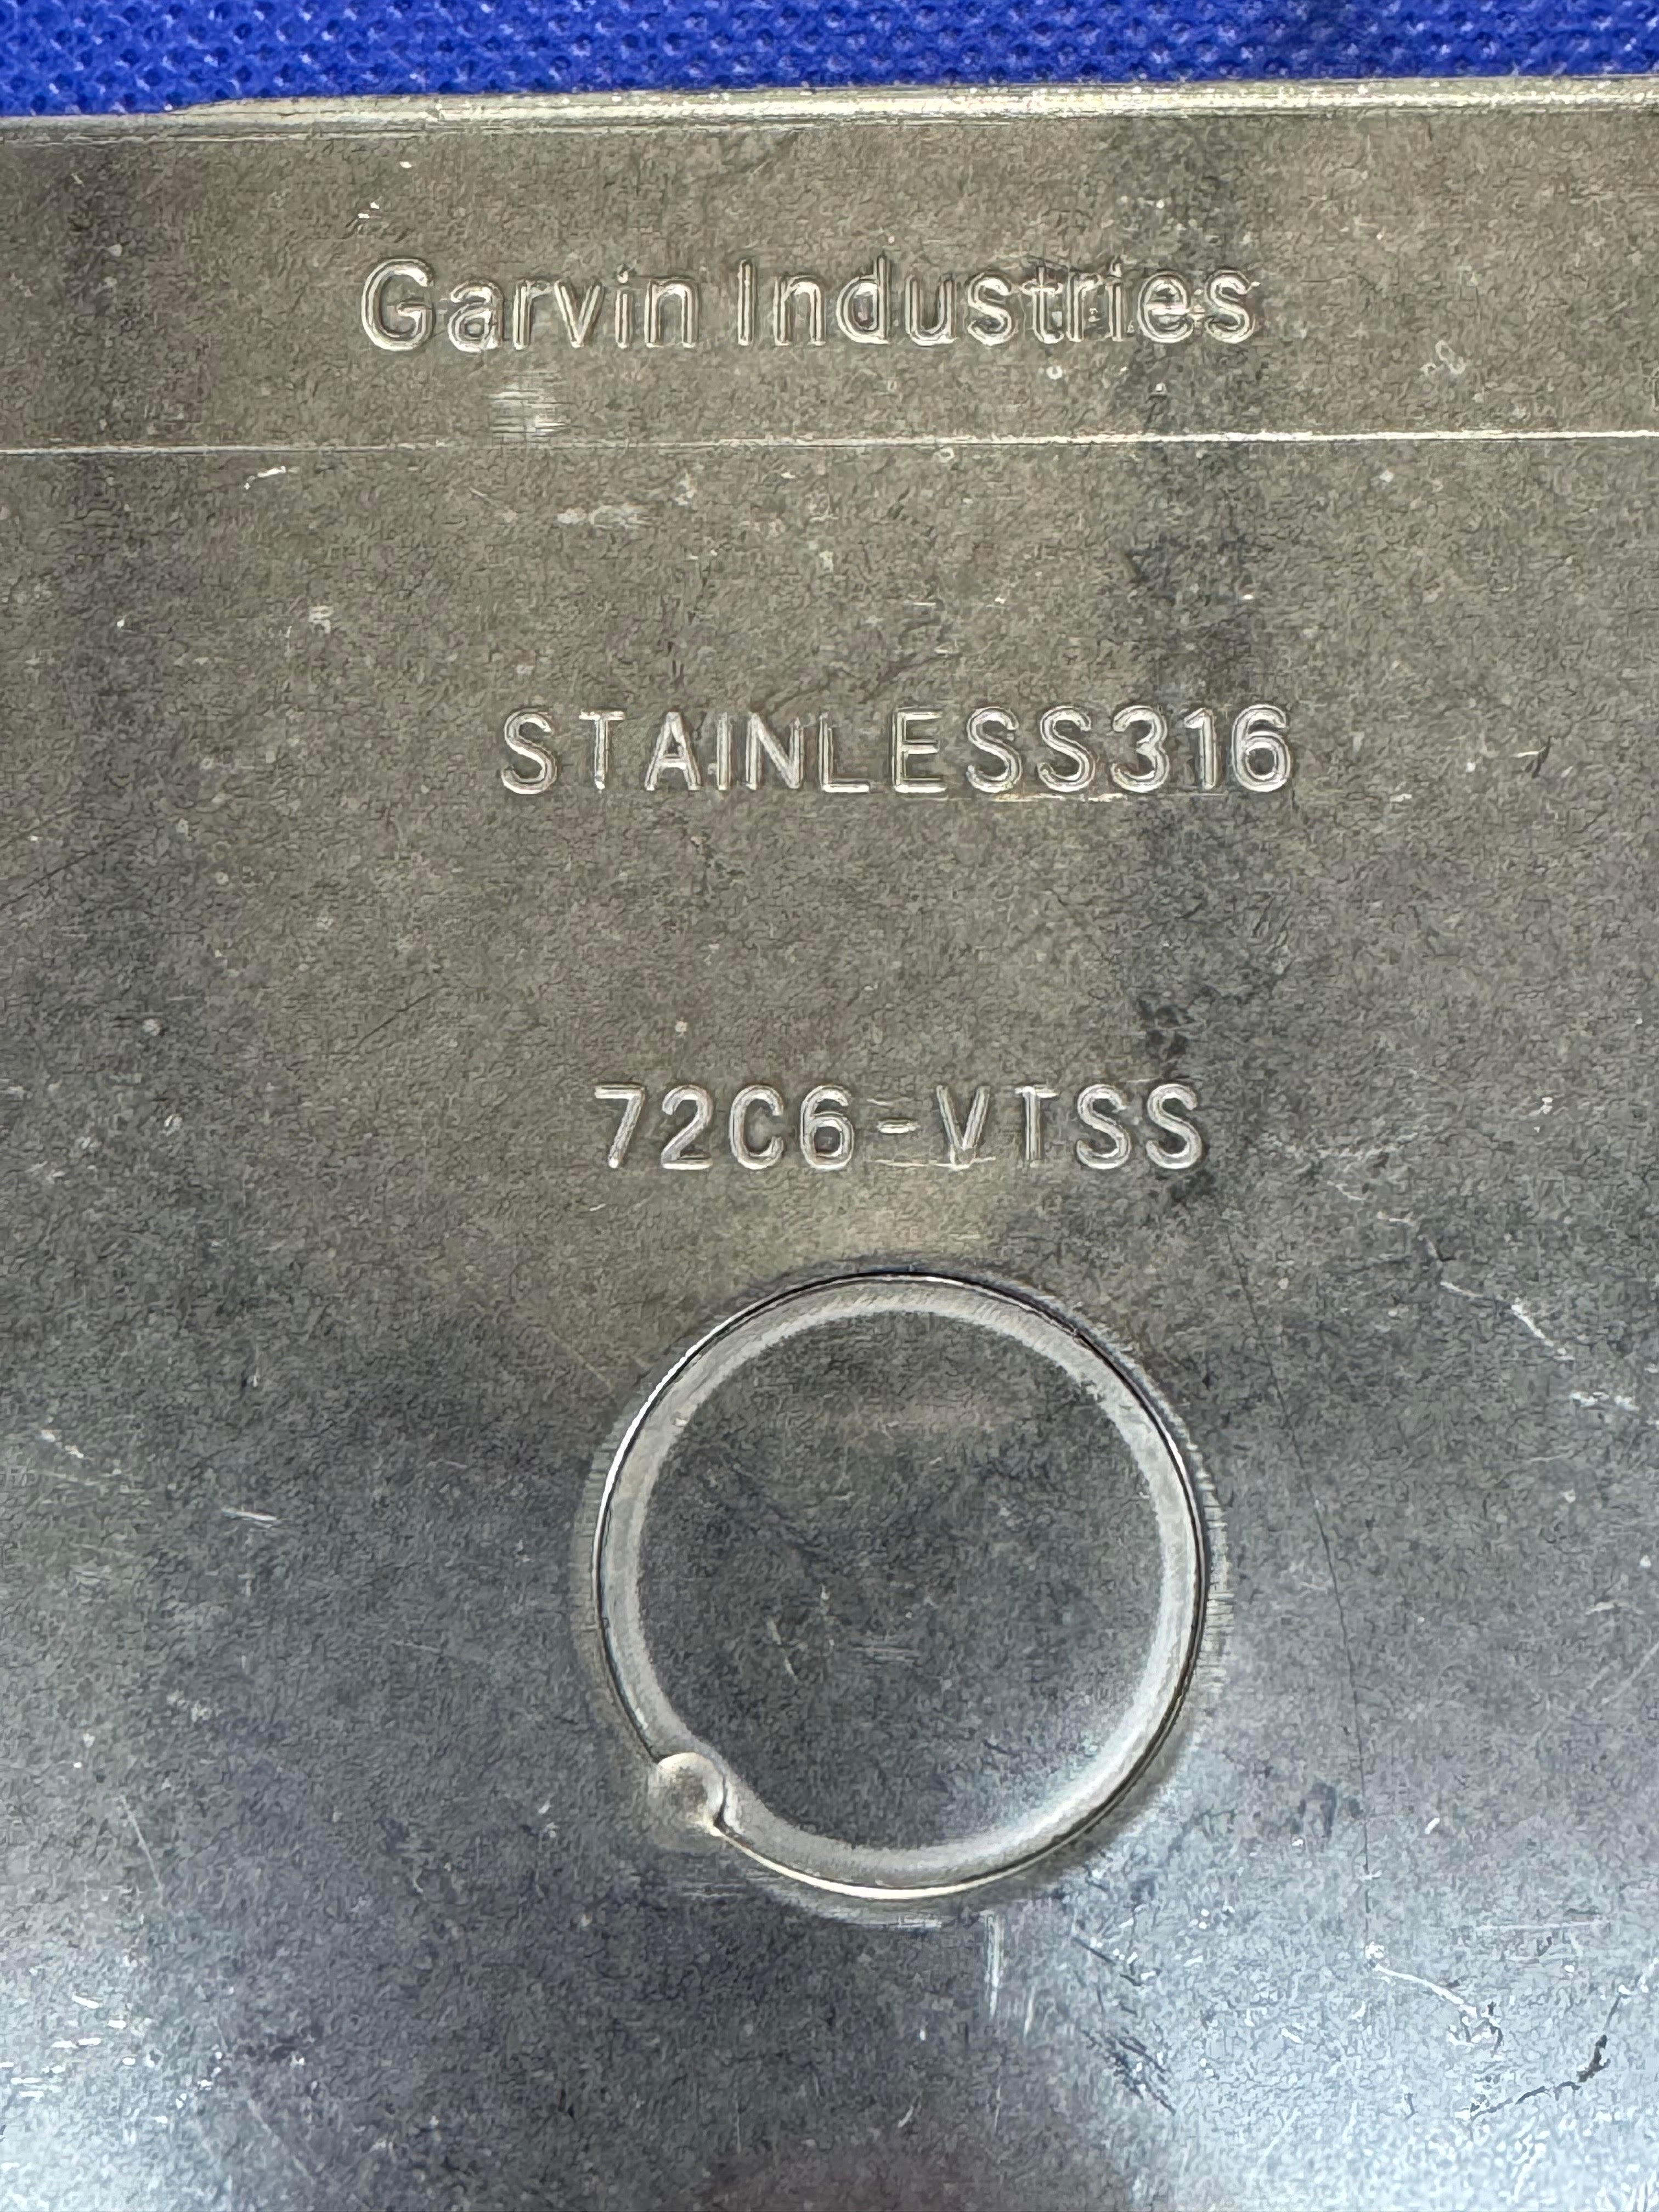 Garvin Industries
STAINLESS316
72C6-VTSS